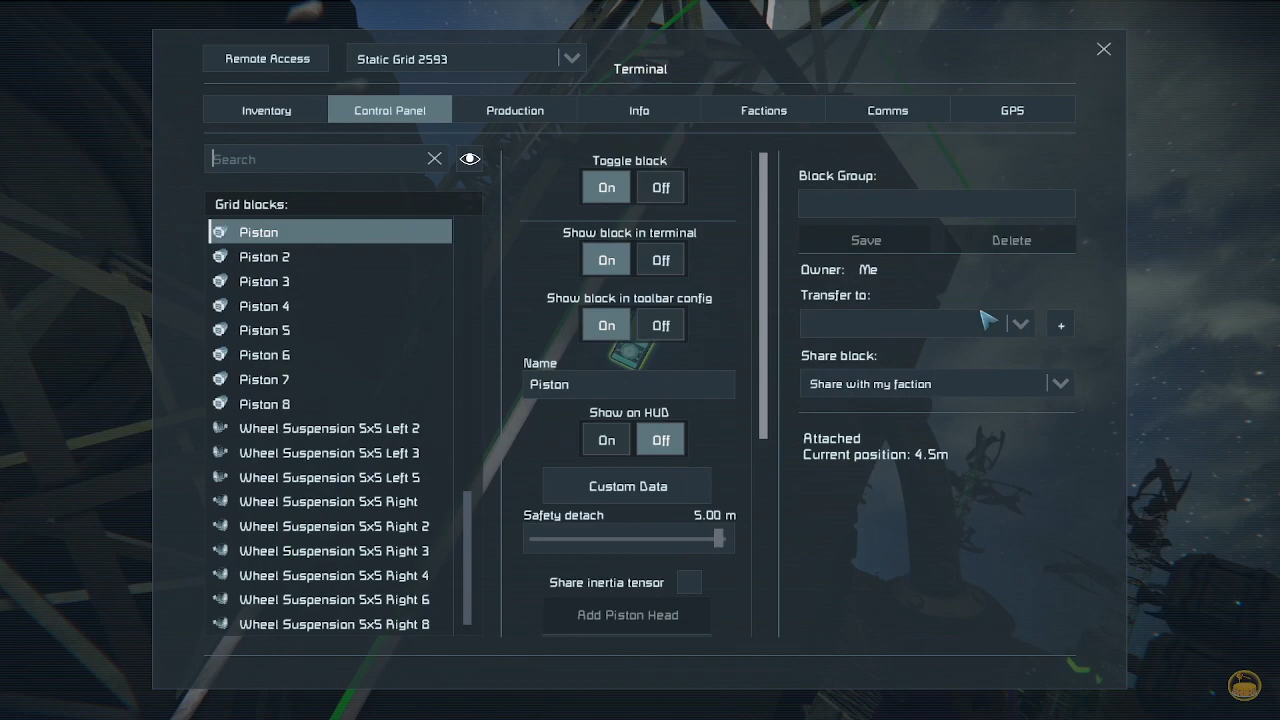 Remote Access
Static Grid 2593
Terminal
Inventory
Control Panel
Production
Info
Factions
Comms
GPS
Search
Grid blocks:
Piston
Piston 2
Piston 3
Piston 4
Piston 5
Piston 6
Piston 7
Piston 8
Wheel Suspension 5x5 Left 2
Wheel Suspension 5x5 Left 3
Wheel Suspension 5x5 Left 5
Wheel Suspension 5x5 Right
Wheel Suspension 5x5 Right 2
Wheel Suspension 5x5 Right 3
Wheel Suspension 5x5 Right 4
Wheel Suspension 5x5 Right 6
Wheel Suspension 5x5 Right 8
Toggle block
On Off
Show block in terminal
On Off
Show block in toolbar config
On Off
Name
Piston
Show on HUD
On Off
Custom Data
Safety detach 5.00 m
Share inertia tensor
Add Piston Head
Block Group:
Save Delete
Owner: Me
Transfer to:
+
Share block:
Share with my faction
Attached
Current position: 4.5m